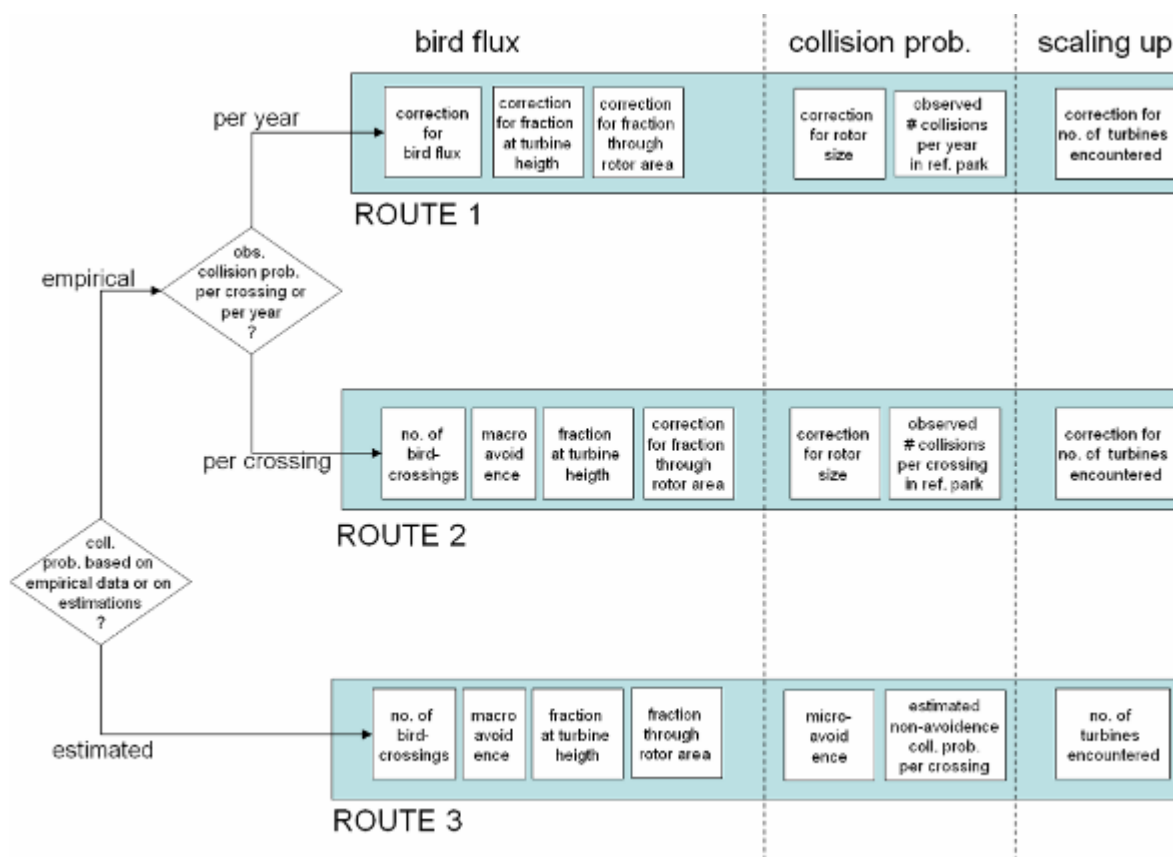 bird flux
collision prob.
scaling up
per year
correction
for
bird flux
correction
for fraction
at turbine
heigth
correction
for fraction
through
rotor area
correction
for rotor
size
observed
# collisions
per year
in ref. park
correction for
no. of turbines
encountered
ROUTE 1
empirical
obs.
collision prob.
per crossing or
per year
?
per crossing
no. of
bird-
crossings
macro
avoid
ence
fraction
at turbine
heigth
correction
for fraction
through
rotor area
correction
for rotor
size
observed
# collisions
per crossing
in ref. park
correction for
no. of turbines
encountered
ROUTE 2
coll.
prob. based on
empirical data or on
estimations
?
estimated
no. of
bird-
crossings
macro
avoid
ence
fraction
at turbine
heigth
fraction
through
rotor area
micro-
avoid
ence
estimated
non-avoidence
coll. prob.
per crossing
no. of
turbines
encountered
ROUTE 3